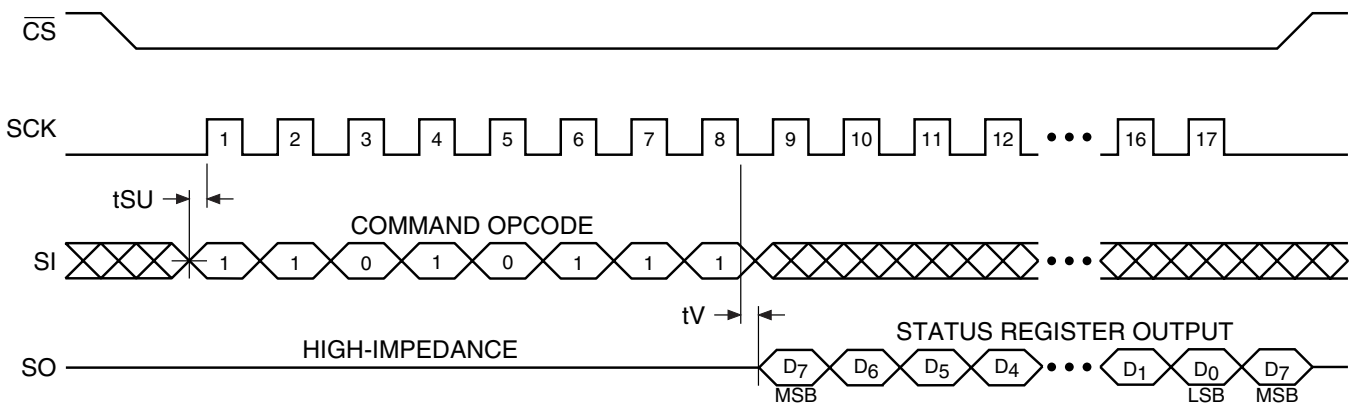 CS
SCK 1 2 3 4 5 6 7 8 9 10 11 12 ••• 16 17
tSU
COMMAND OPCODE
SI 1 1 0 1 0 1 1 1 •••
tV
HIGH-IMPEDANCE STATUS REGISTER OUTPUT
SO D7 D6 D5 D4 ••• D1 D0 D7
MSB LSB MSB